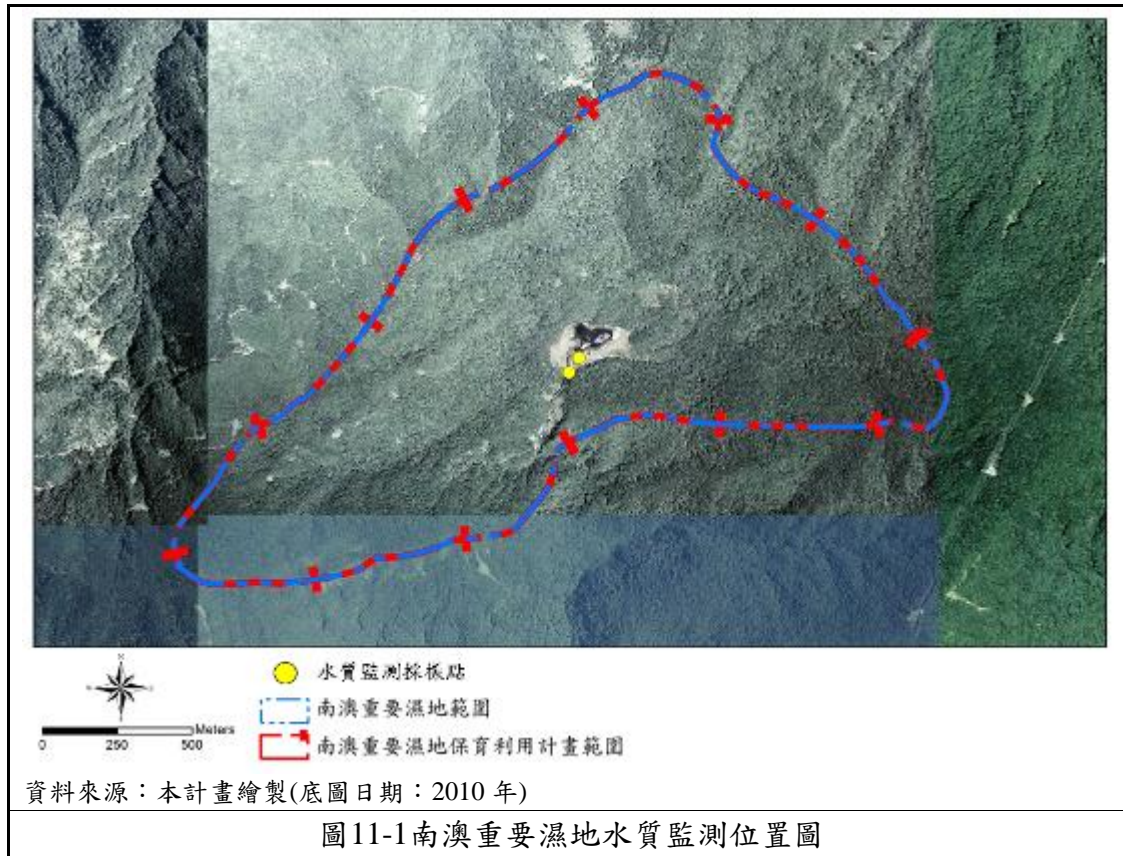 N
Meters
0 250 500
水質監測採樣點
南澳重要濕地範圍
南澳重要濕地保育利用計畫範圍
資料來源：本計畫繪製(底圖日期：2010 年)
圖11-1南澳重要濕地水質監測位置圖